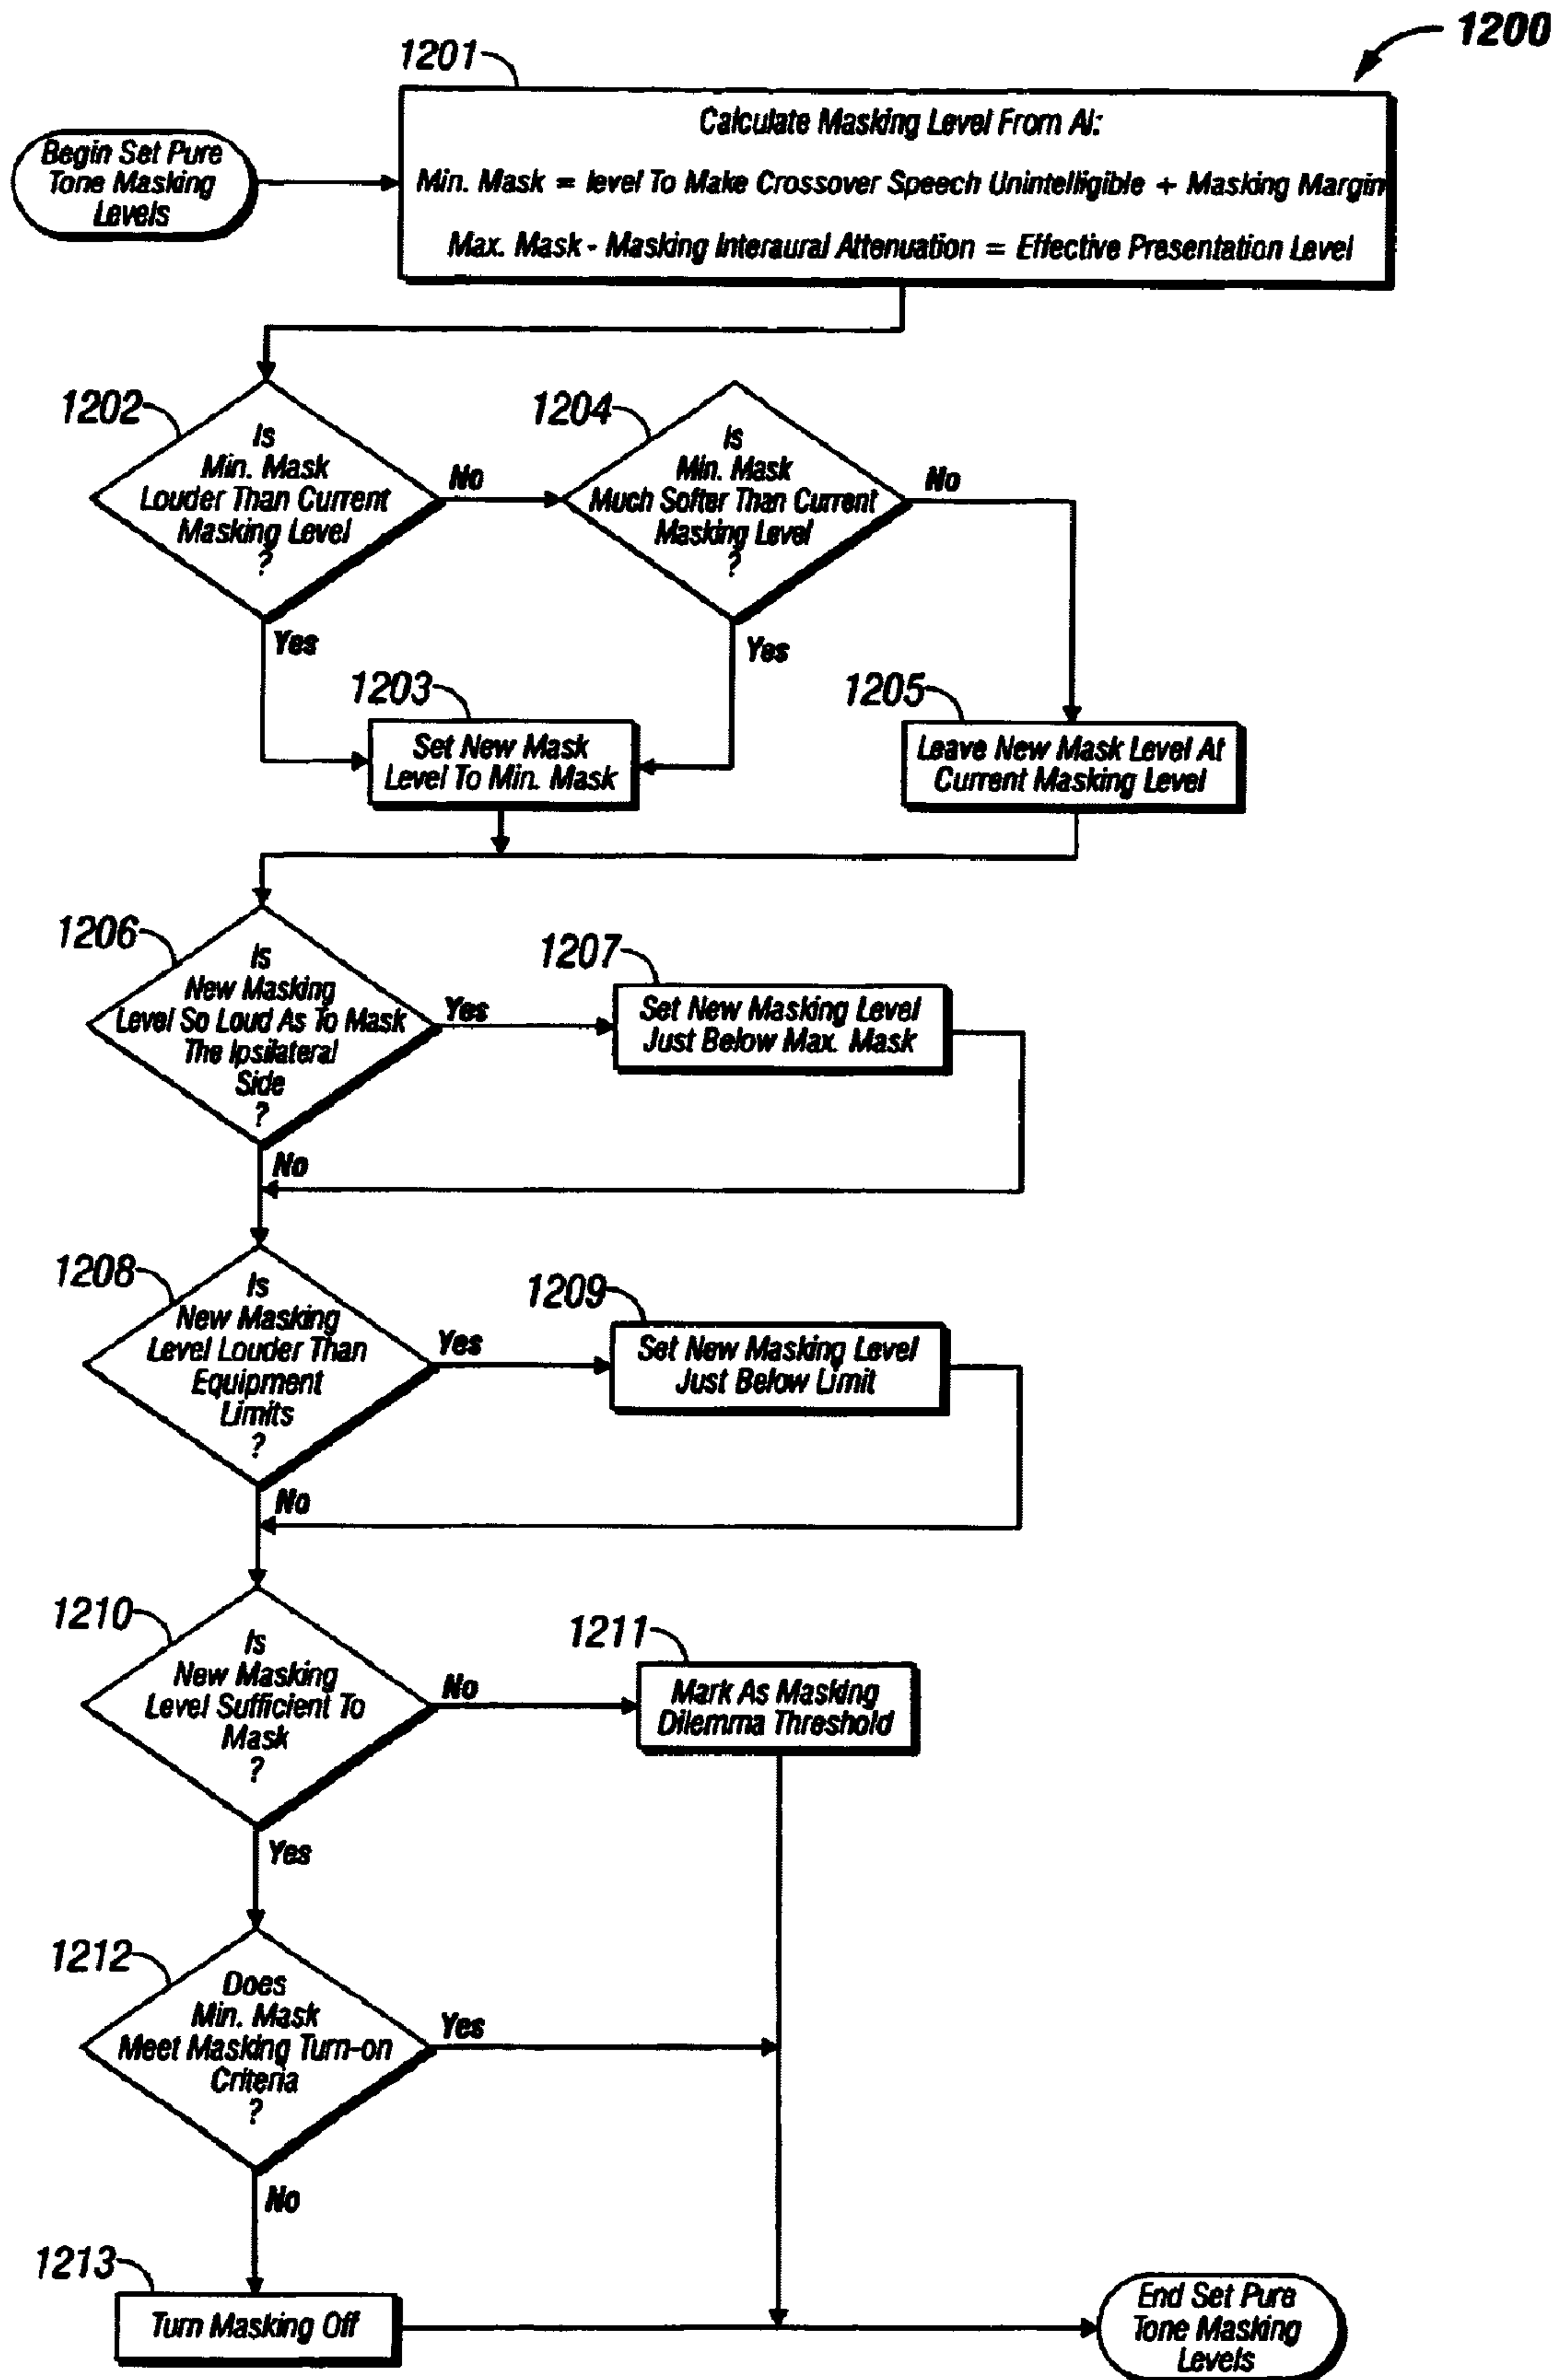 1200
1201
Calculate Masking Level From AI:
Min. Mask = level To Make Crossover Speech Unintelligible + Masking Margin
Max. Mask - Masking Interaural Attenuation = Effective Presentation Level
Begin Set Pure
Tone Masking
Levels
1202
Is
Min. Mask
Louder Than Current
Masking Level
?
No
Yes
1204
Is
Min. Mask
Much Softer Than Current
Masking Level
?
No
Yes
1203
Set New Mask
Level To Min. Mask
1205
Leave New Mask Level At
Current Masking Level
1206
Is
New Masking
Level So Loud As To Mask
The Ipsilateral
Side
?
Yes
No
1207
Set New Masking Level
Just Below Max. Mask
1208
Is
New Masking
Level Louder Than
Equipment
Limits
?
Yes
No
1209
Set New Masking Level
Just Below Limit
1210
Is
New Masking
Level Sufficient To
Mask
?
No
Yes
1211
Mark As Masking
Dilemma Threshold
1212
Does
Min. Mask
Meet Masking Turn-on
Criteria
?
Yes
No
1213
Turn Masking Off
End Set Pure
Tone Masking
Levels